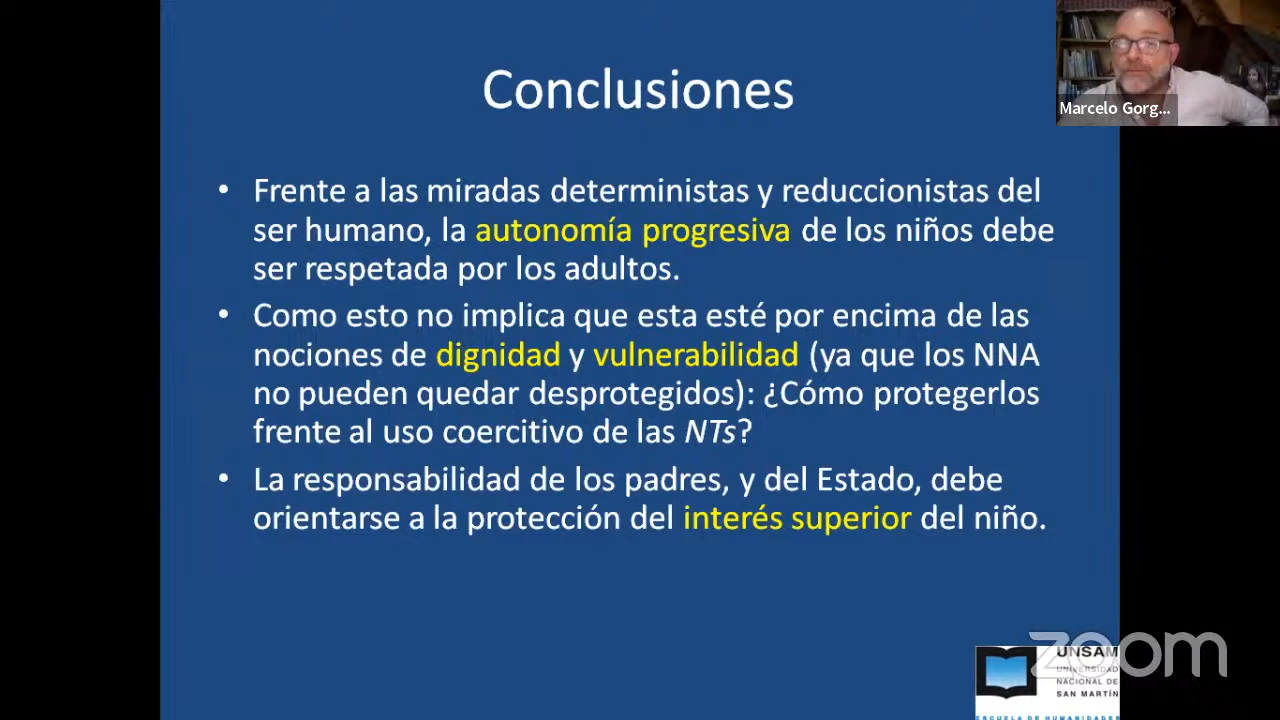 Conclusiones
Marcelo Gorg...
• Frente a las miradas deterministas y reduccionistas del
ser humano, la autonomía progresiva de los niños debe
ser respetada por los adultos.
• Como esto no implica que esta esté por encima de las
nociones de dignidad y vulnerabilidad (ya que los NNA
no pueden quedar desprotegidos): ¿Cómo protegerlos
frente al uso coercitivo de las NTs?
• La responsabilidad de los padres, y del Estado, debe
orientarse a la protección del interés superior del niño.
zoom
UNSAM
UNIVERSIDAD
NACIONAL DE
SAN MARTÍN
ESCUELA DE HUMANIDADES